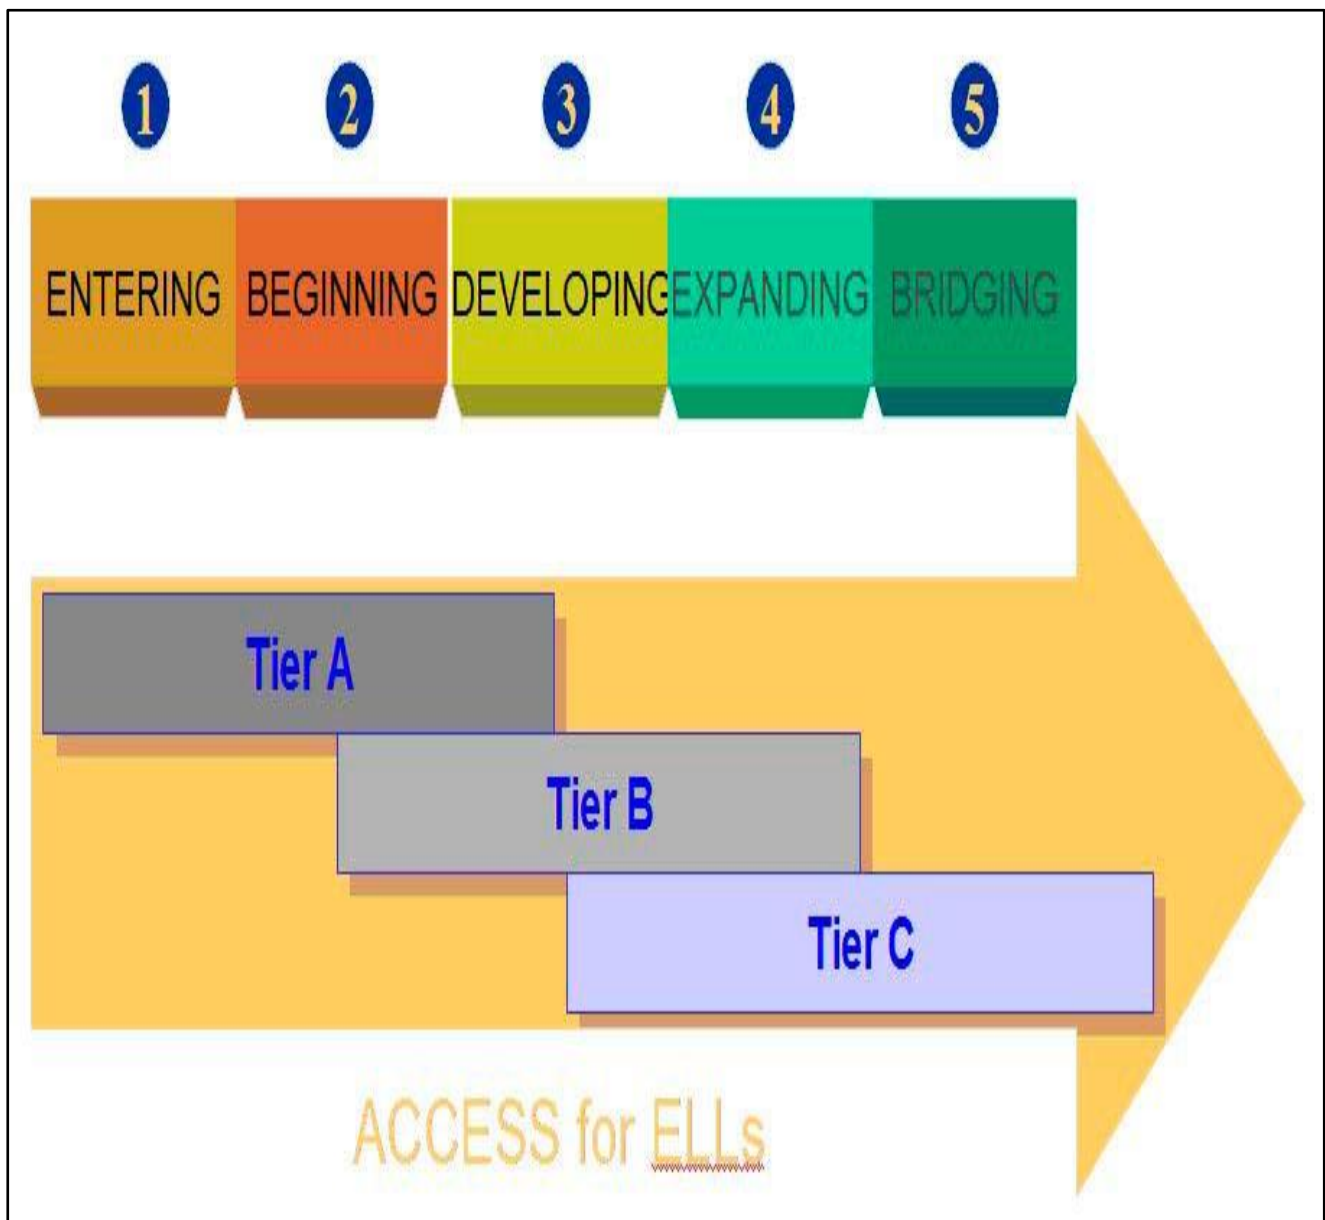 1 2 3 4 5
ENTERING BEGINNING DEVELOPING EXPANDING BRIDGING
Tier A
Tier B
Tier C
ACCESS for ELLs